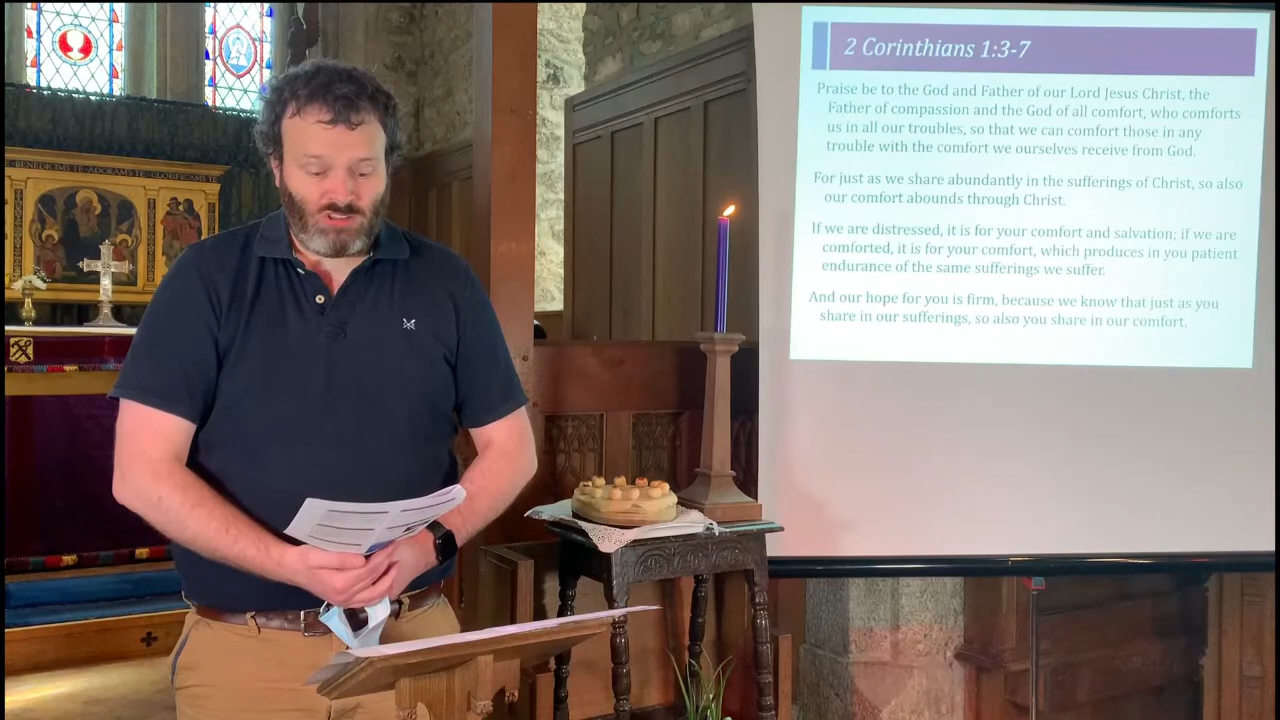 BENEDICIMS TE ADORAMS TE GLORIFICAMS TE
2 Corinthians 1:3-7
Praise be to the God and Father of our Lord Jesus Christ, the
Father of compassion and the God of all comfort, who comforts
us in all our troubles, so that we can comfort those in any
trouble with the comfort we ourselves receive from God.
For just as we share abundantly in the sufferings of Christ, so also
our comfort abounds through Christ.
If we are distressed, it is for your comfort and salvation; if we are
comforted, it is for your comfort, which produces in you patient
endurance of the same sufferings we suffer.
And our hope for you is firm, because we know that just as you
share in our sufferings, so also you share in our comfort.